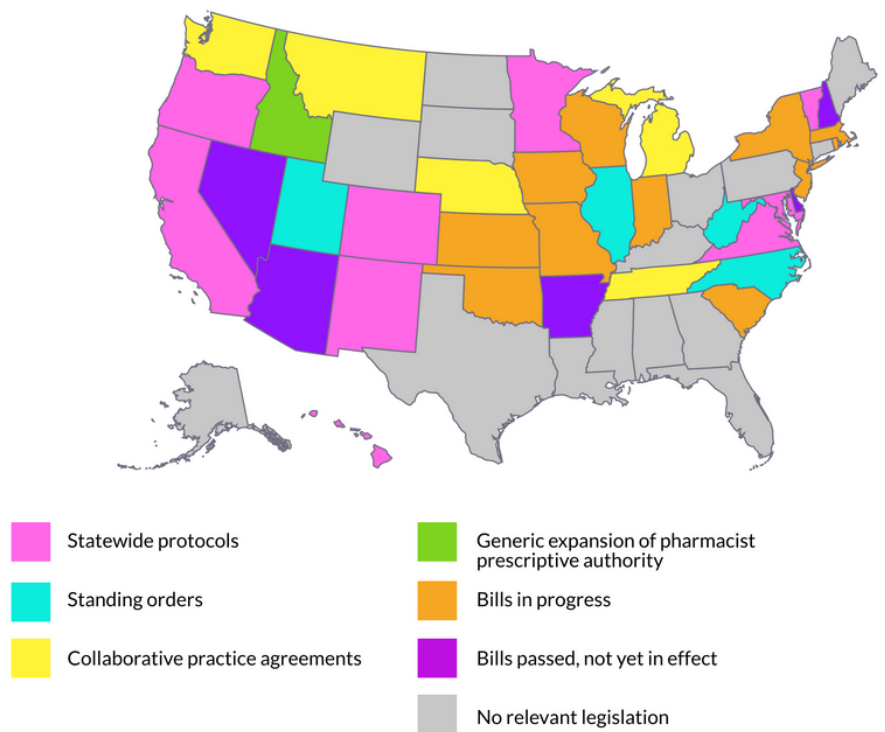 Statewide protocols
Standing orders
Collaborative practice agreements
Generic expansion of pharmacist
prescriptive authority
Bills in progress
Bills passed, not yet in effect
No relevant legislation